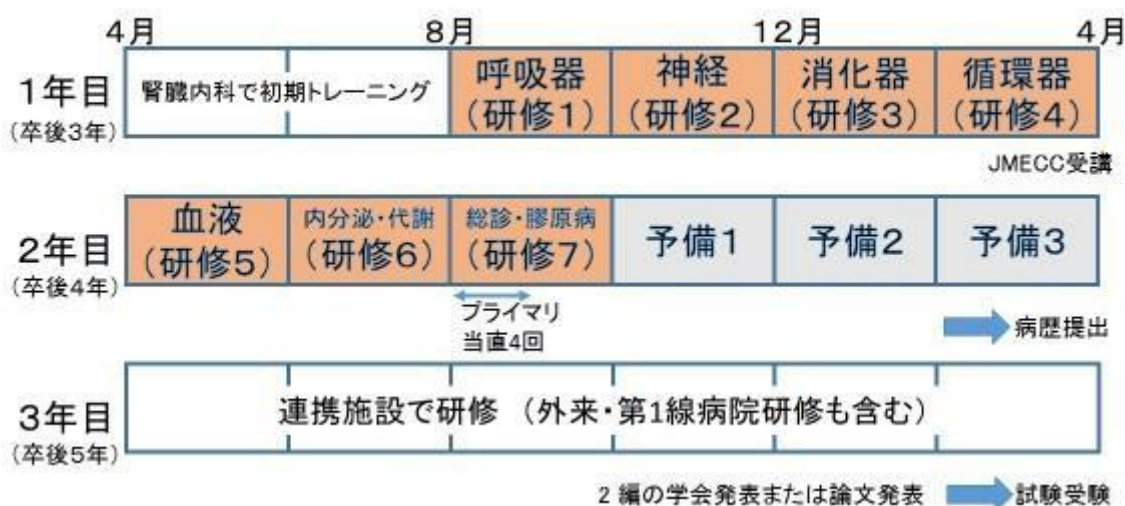 4月 8月 12月 4月
1年目
(卒後3年)
腎臓内科で初期トレーニング
呼吸器
(研修1)
神経
(研修2)
消化器
(研修3)
循環器
(研修4)
JMECC受講
2年目
(卒後4年)
血液
(研修5)
内分泌・代謝
(研修6)
総診・膠原病
(研修7)
予備1
予備2
予備3
プライマリ
当直4回
病歴提出
3年目
(卒後5年)
連携施設で研修 (外来・第1線病院研修も含む)
2 編の学会発表または論文発表
試験受験